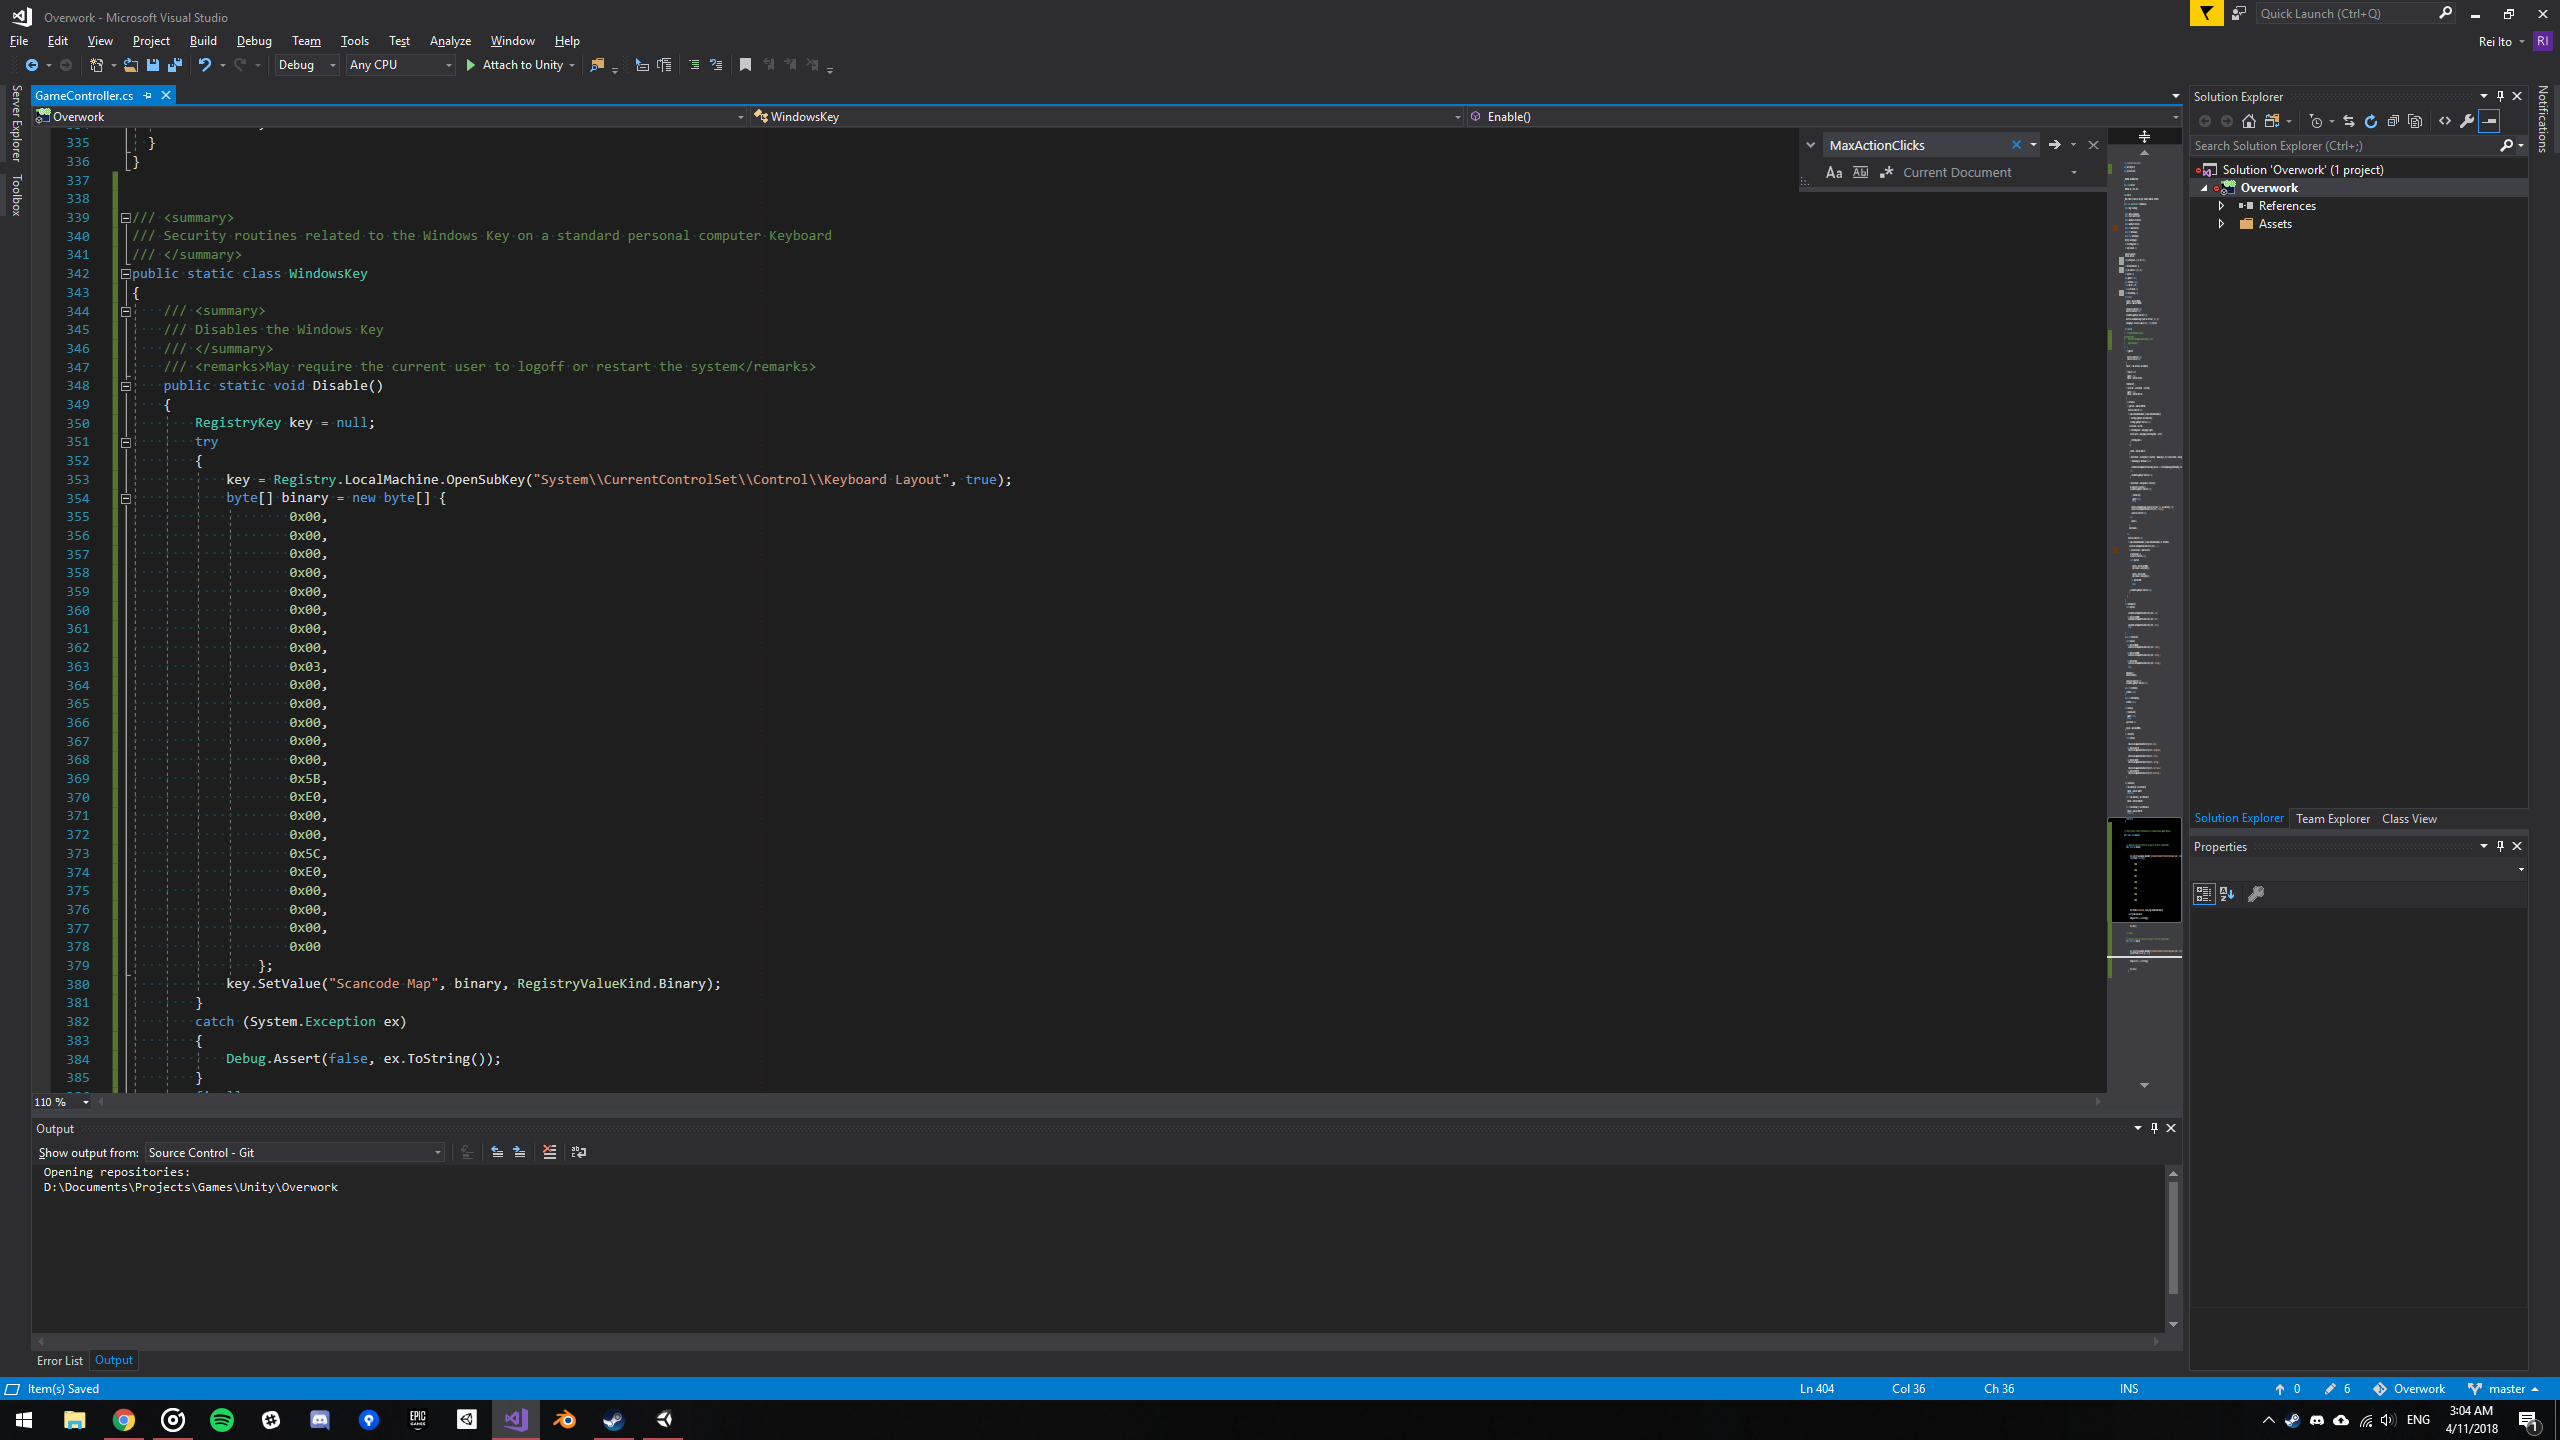 Overwork - Microsoft Visual Studio
Quick Launch (Ctrl+Q)
File Edit View Project Build Debug Team Tools Test Analyze Window Help
Rei Ito RI
Debug Any CPU Attach to Unity
Server Explorer
Toolbox
GameController.cs
Overwork WindowsKey Enable()
MaxActionClicks
Aa Abl .* Current Document
335 }
336 }
337
338
339 /// <summary>
340 /// Security routines related to the Windows Key on a standard personal computer Keyboard
341 /// </summary>
342 public static class WindowsKey
343 {
344 /// <summary>
345 /// Disables the Windows Key
346 /// </summary>
347 /// <remarks>May require the current user to logoff or restart the system</remarks>
348 public static void Disable()
349 {
350 RegistryKey key = null;
351 try
352 {
353 key = Registry.LocalMachine.OpenSubKey("System\\CurrentControlSet\\Control\\Keyboard Layout", true);
354 byte[] binary = new byte[] {
355 0x00,
356 0x00,
357 0x00,
358 0x00,
359 0x00,
360 0x00,
361 0x00,
362 0x00,
363 0x03,
364 0x00,
365 0x00,
366 0x00,
367 0x00,
368 0x00,
369 0x5B,
370 0xE0,
371 0x00,
372 0x00,
373 0x5C,
374 0xE0,
375 0x00,
376 0x00,
377 0x00,
378 0x00
379 };
380 key.SetValue("Scancode Map", binary, RegistryValueKind.Binary);
381 }
382 catch (System.Exception ex)
383 {
384 Debug.Assert(false, ex.ToString());
385 }
110 %
Output
Show output from: Source Control - Git
Opening repositories:
D:\Documents\Projects\Games\Unity\Overwork
Error List Output
Solution Explorer
Search Solution Explorer (Ctrl+;)
Solution 'Overwork' (1 project)
Overwork
References
Assets
Solution Explorer Team Explorer Class View
Properties
Notifications
Item(s) Saved Ln 404 Col 36 Ch 36 INS 0 6 Overwork master
EPIC GAMES
ENG
3:04 AM
4/11/2018
1